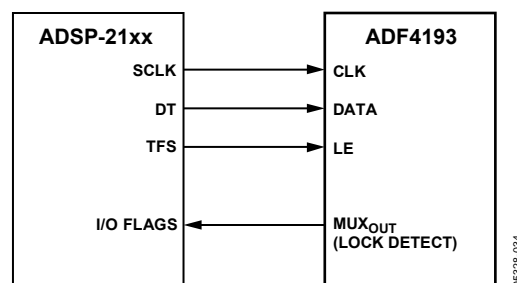 ADSP-21xx
ADF4193
SCLK
CLK
DT
DATA
TFS
LE
I/O FLAGS
MUXOUT
(LOCK DETECT)